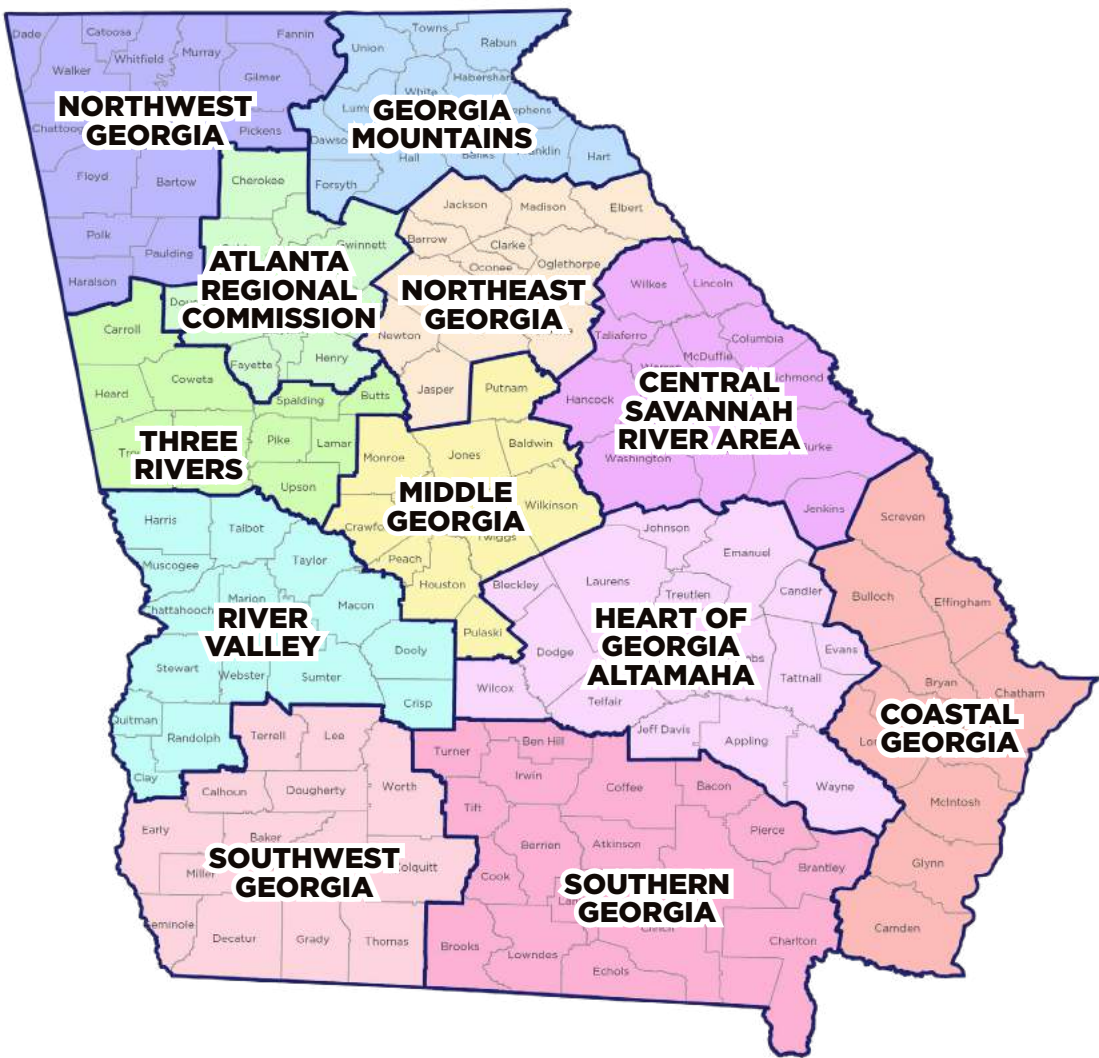 Dade
Catoosa
Whitfield
Murray
Fannin
Walker
Gilmer
NORTHWEST
GEORGIA
Pickens
Floyd
Bartow
Polk
Paulding
Haralson
Union
Towns
Rabun
White
GEORGIA
MOUNTAINS
Hall
Banks
Hart
Forsyth
Cherokee
Gwinnett
ATLANTA
REGIONAL
COMMISSION
Fayette
Henry
Jackson
Madison
Elbert
Barrow
Clarke
Oconee
Oglethorpe
NORTHEAST
GEORGIA
Newton
Jasper
Wilkes
Lincoln
Taliaferro
Columbia
McDuffie
Hancock
CENTRAL
SAVANNAH
RIVER AREA
Washington
Jenkins
Carroll
Heard
Coweta
Spalding
Butts
THREE
RIVERS
Pike
Lamar
Upson
Putnam
Monroe
Jones
Baldwin
MIDDLE
GEORGIA
Wilkinson
Twiggs
Peach
Houston
Pulaski
Harris
Talbot
Muscogee
Taylor
Chattahooch
Marion
Macon
RIVER
VALLEY
Dooly
Stewart
Webster
Sumter
Crisp
Quitman
Randolph
Clay
Johnson
Emanuel
Bleckley
Laurens
Treutlen
Candler
HEART OF
GEORGIA
ALTAMAHA
Evans
Dodge
Tattnall
Wilcox
Telfair
Jeff Davis
Appling
Wayne
Screven
Bulloch
Effingham
Bryan
Chatham
COASTAL
GEORGIA
McIntosh
Glynn
Camden
Terrell
Lee
Calhoun
Dougherty
Worth
Early
Baker
Miller
SOUTHWEST
GEORGIA
Colquitt
Decatur
Grady
Thomas
Turner
Ben Hill
Irwin
Coffee
Bacon
Tift
Pierce
Berrien
Atkinson
Brantley
Cook
SOUTHERN
GEORGIA
Clinch
Charlton
Brooks
Lowndes
Echols